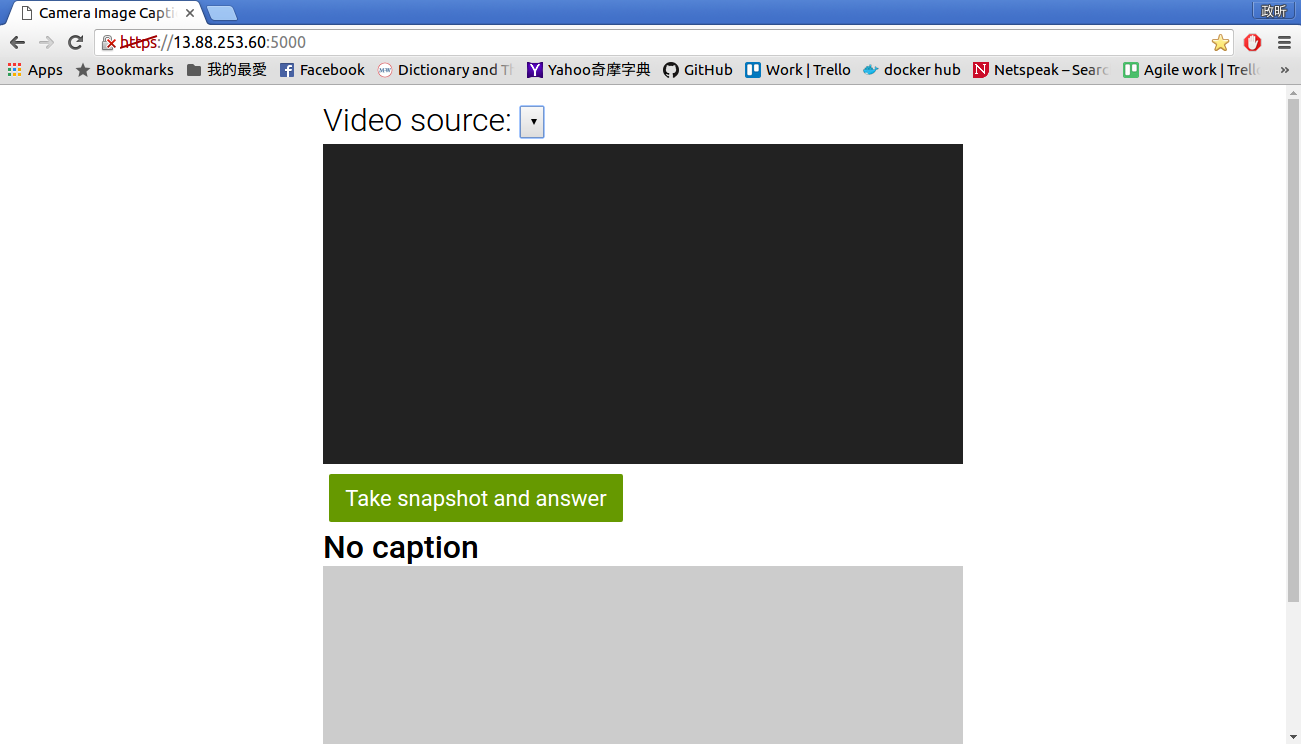 Camera Image Capti
政昕
https://13.88.253.60:5000
Apps Bookmarks 我的最愛 Facebook Dictionary and Th Yahoo奇摩字典 GitHub Work | Trello docker hub Netspeak – Searc Agile work | Trell »
Video source:
Take snapshot and answer
No caption